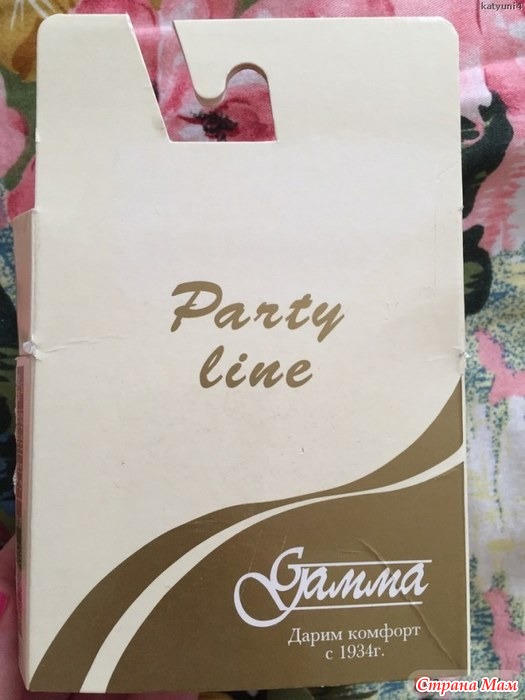 katyuni4
Party
line
Гамма
Дарим комфорт
с 1934г.
Страна Мам